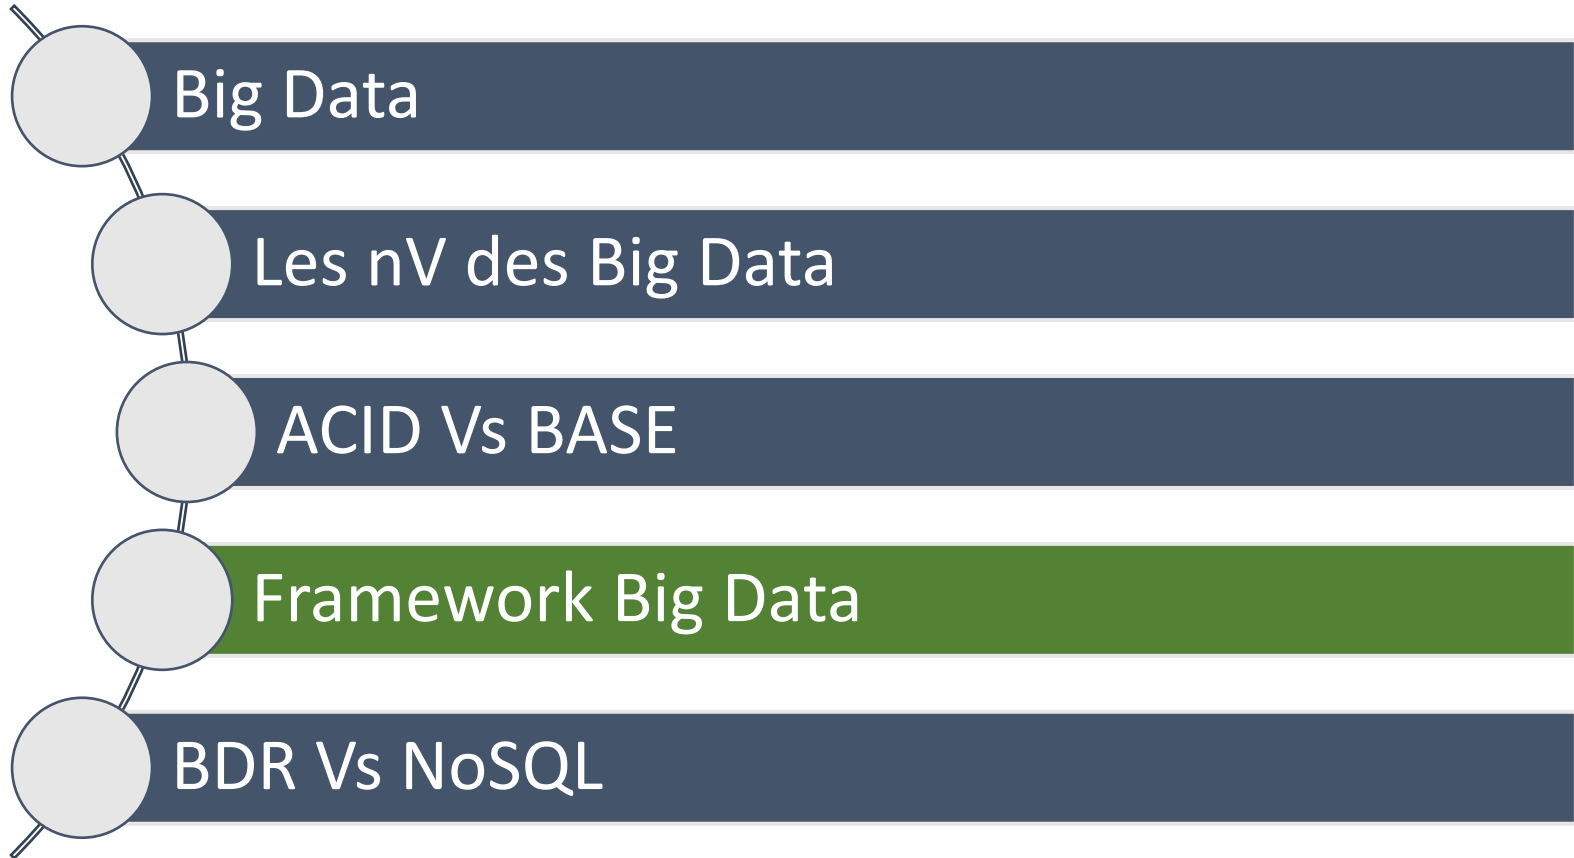 Big Data
Les nV des Big Data
ACID Vs BASE
Framework Big Data
BDR Vs NoSQL